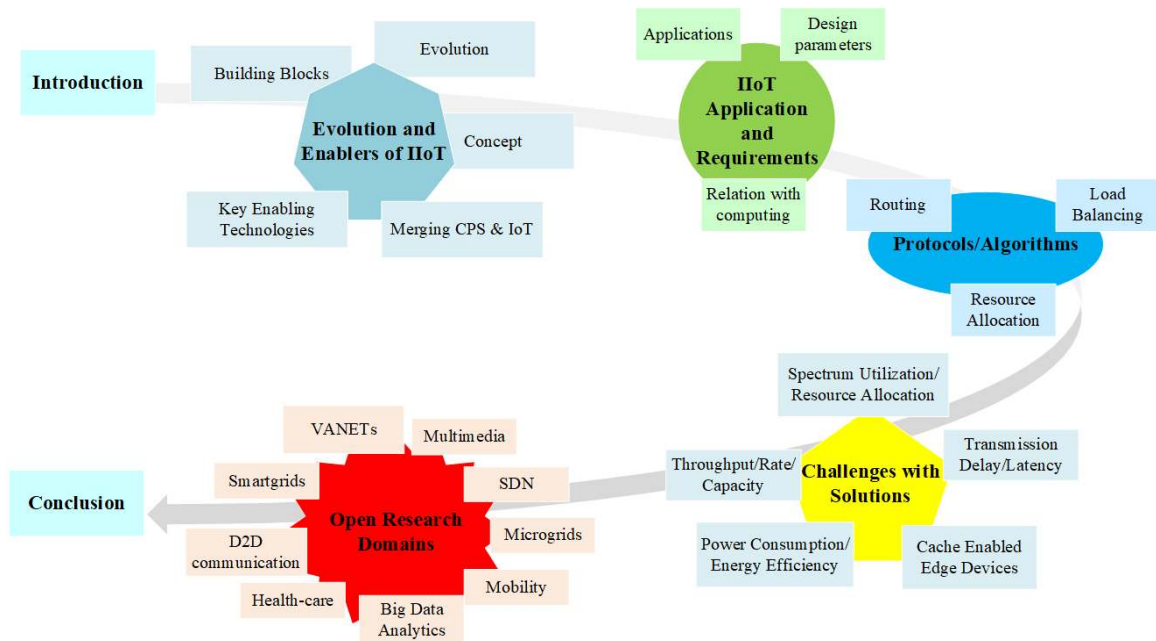 Introduction
Building Blocks
Evolution
Evolution and
Enablers of IIoT
Concept
Key Enabling
Technologies
Merging CPS & IoT
Applications
Design
parameters
IIoT
Application
and
Requirements
Relation with
computing
Routing
Load
Balancing
Protocols/Algorithms
Resource
Allocation
Spectrum Utilization/
Resource Allocation
Throughput/Rate/
Capacity
Challenges with
Solutions
Transmission
Delay/Latency
Power Consumption/
Energy Efficiency
Cache Enabled
Edge Devices
VANETs
Multimedia
Smartgrids
SDN
Open Research
Domains
Microgrids
D2D
communication
Mobility
Health-care
Big Data
Analytics
Conclusion